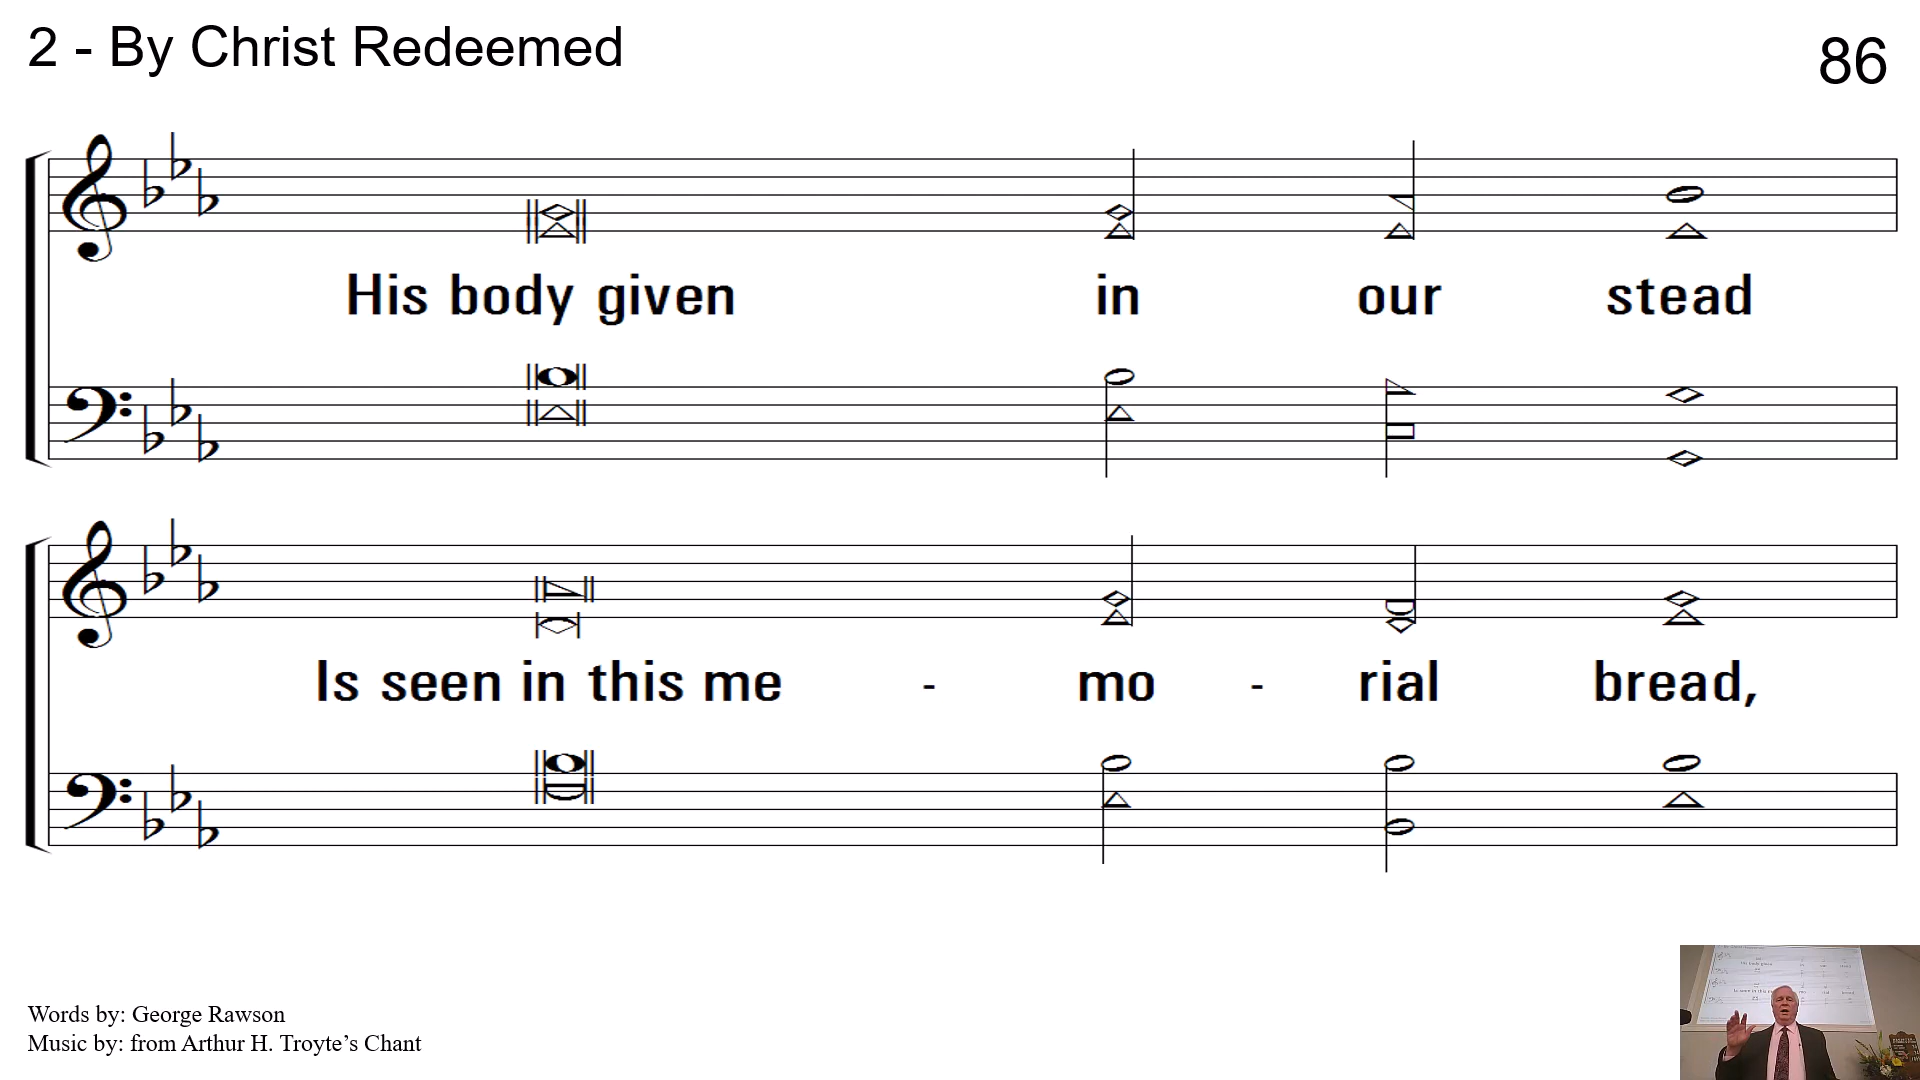 2 - By Christ Redeemed
86
His body given in our stead
Is seen in this me - mo - rial bread,
Words by: George Rawson
Music by: from Arthur H. Troyte’s Chant